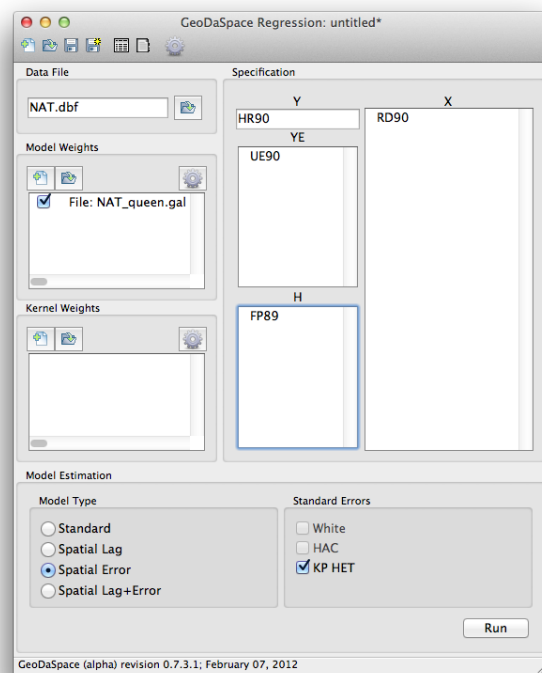 GeoDaSpace Regression: untitled*
Data File
NAT.dbf
Model Weights
File: NAT_queen.gal
Kernel Weights
Specification
Y
HR90
YE
UE90
H
FP89
X
RD90
Model Estimation
Model Type
Standard
Spatial Lag
Spatial Error
Spatial Lag+Error
Standard Errors
White
HAC
KP HET
Run
GeoDaSpace (alpha) revision 0.7.3.1; February 07, 2012